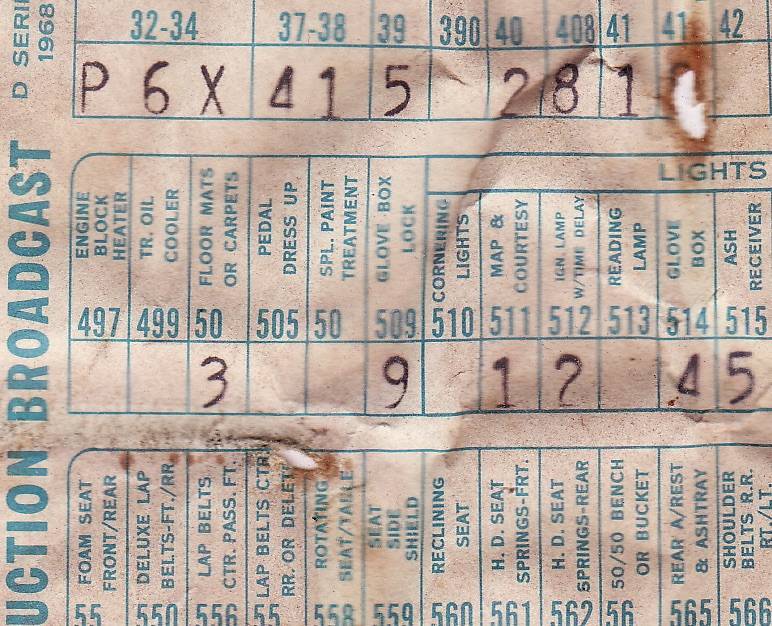 D SERIES
1968
UCTION BROADCAST
32-34 37-38 39 390 40 408 41 41 42
P 6 X 4 1 5 2 8 1
LIGHTS
ENGINE BLOCK HEATER
TR. OIL COOLER
FLOOR MATS OR CARPETS
PEDAL DRESS UP
SPL. PAINT TREATMENT
GLOVE BOX LOCK
CORNERING LIGHTS
MAP & COURTESY
IGN. LAMP W/TIME DELAY
READING LAMP
GLOVE BOX
ASH RECEIVER
497 499 50 505 50 509 510 511 512 513 514 515
3 9 1 2 4 5
FOAM SEAT FRONT/REAR
DELUXE LAP BELTS-FT./RR.
LAP BELTS CTR. PASS. FT.
LAP BELTS CTR. RR. OR DELETE
ROTATING SEAT/TABLE
SEAT SIDE SHIELD
RECLINING SEAT
H. D. SEAT SPRINGS-FRT.
H. D. SEAT SPRINGS-REAR
50/50 BENCH OR BUCKET
REAR A/REST & ASHTRAY
SHOULDER BELTS R.R. RT./LT.
55 550 556 55 558 559 560 561 562 56 565 566